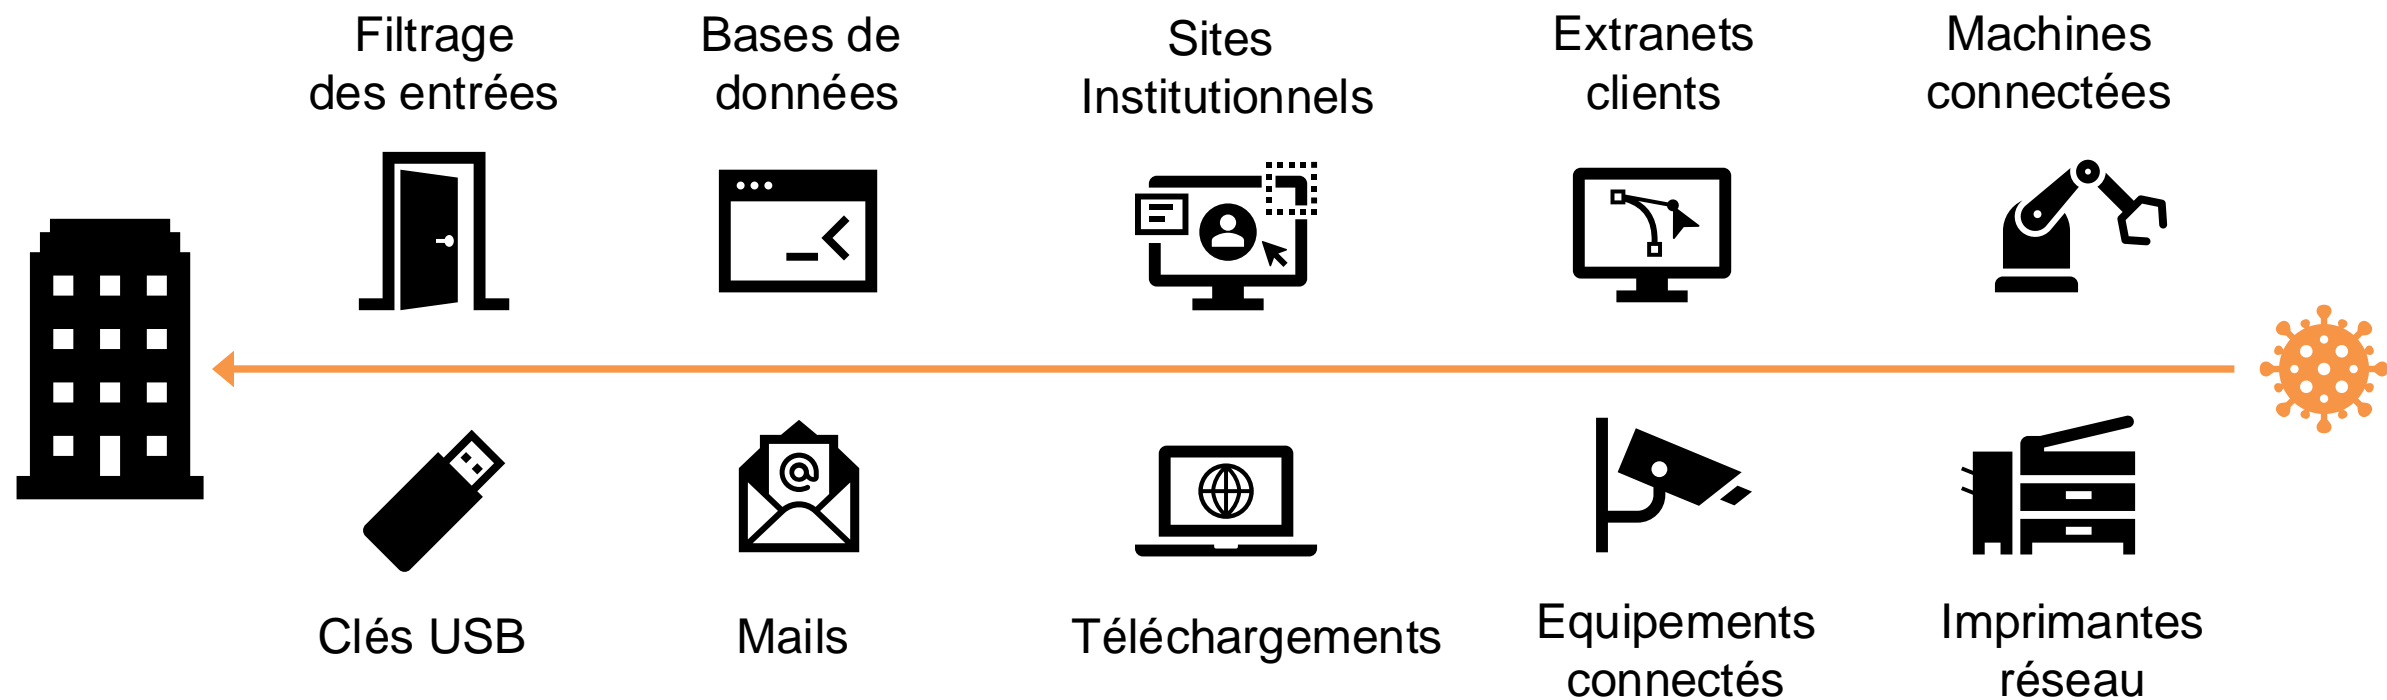 Filtrage
des entrées
Bases de
données
Sites
Institutionnels
Extranets
clients
Machines
connectées
Clés USB
Mails
Téléchargements
Equipements
connectés
Imprimantes
réseau